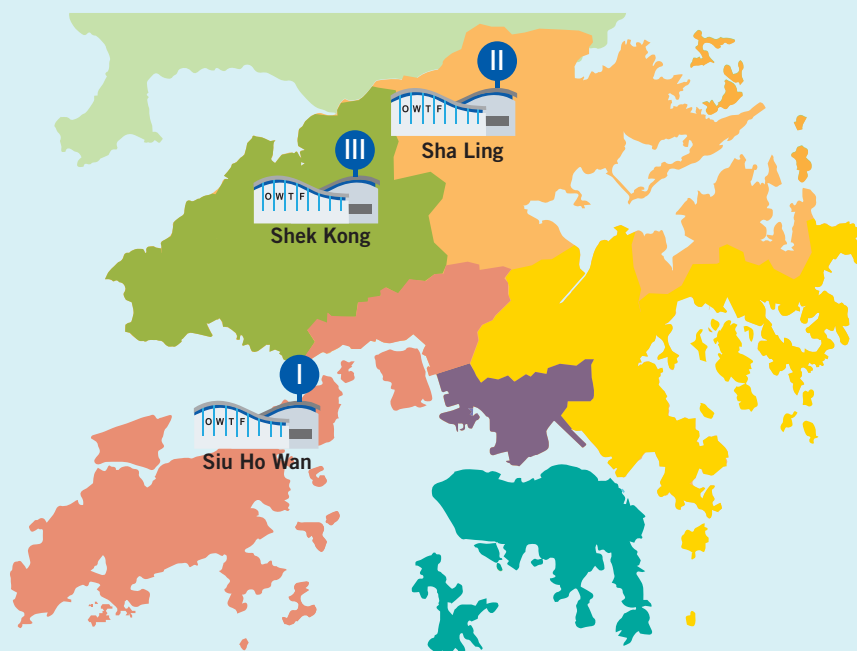 II
OWTF
Sha Ling
III
OWTF
Shek Kong
I
OWTF
Siu Ho Wan